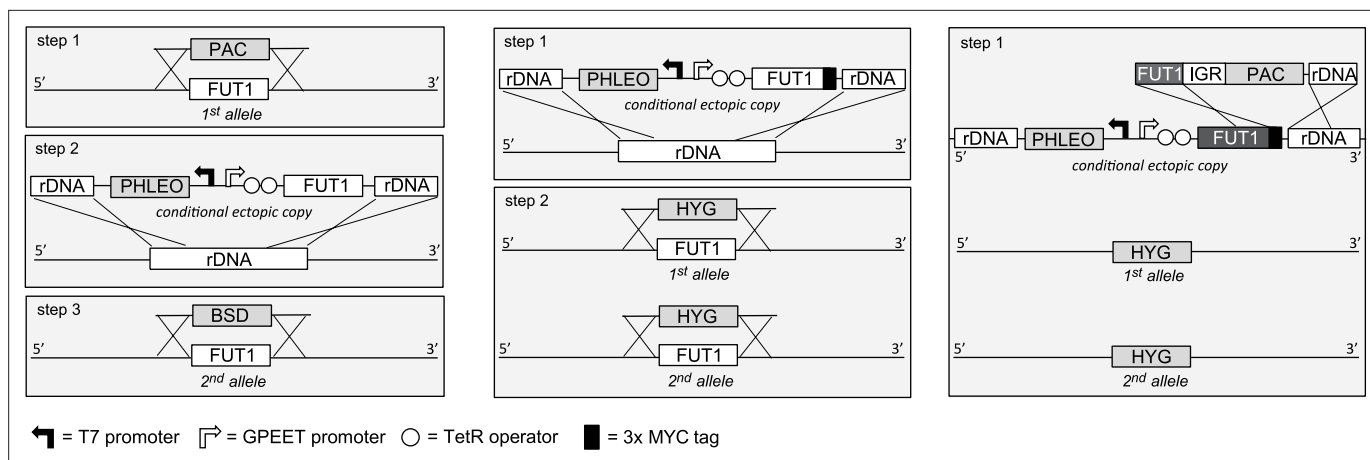 step 1
PAC
5’ 3’
FUT1
1st allele
step 2
rDNA PHLEO FUT1 rDNA
conditional ectopic copy
5’ 3’
rDNA
step 3
BSD
5’ 3’
FUT1
2nd allele
step 1
rDNA PHLEO FUT1 rDNA
conditional ectopic copy
5’ 3’
rDNA
step 2
HYG
5’ 3’
FUT1
1st allele
HYG
5’ 3’
FUT1
2nd allele
step 1
FUT1 IGR PAC rDNA
rDNA PHLEO FUT1 rDNA
5’ 3’
conditional ectopic copy
5’ 3’
HYG
1st allele
5’ 3’
HYG
2nd allele
= T7 promoter = GPEET promoter = TetR operator = 3x MYC tag